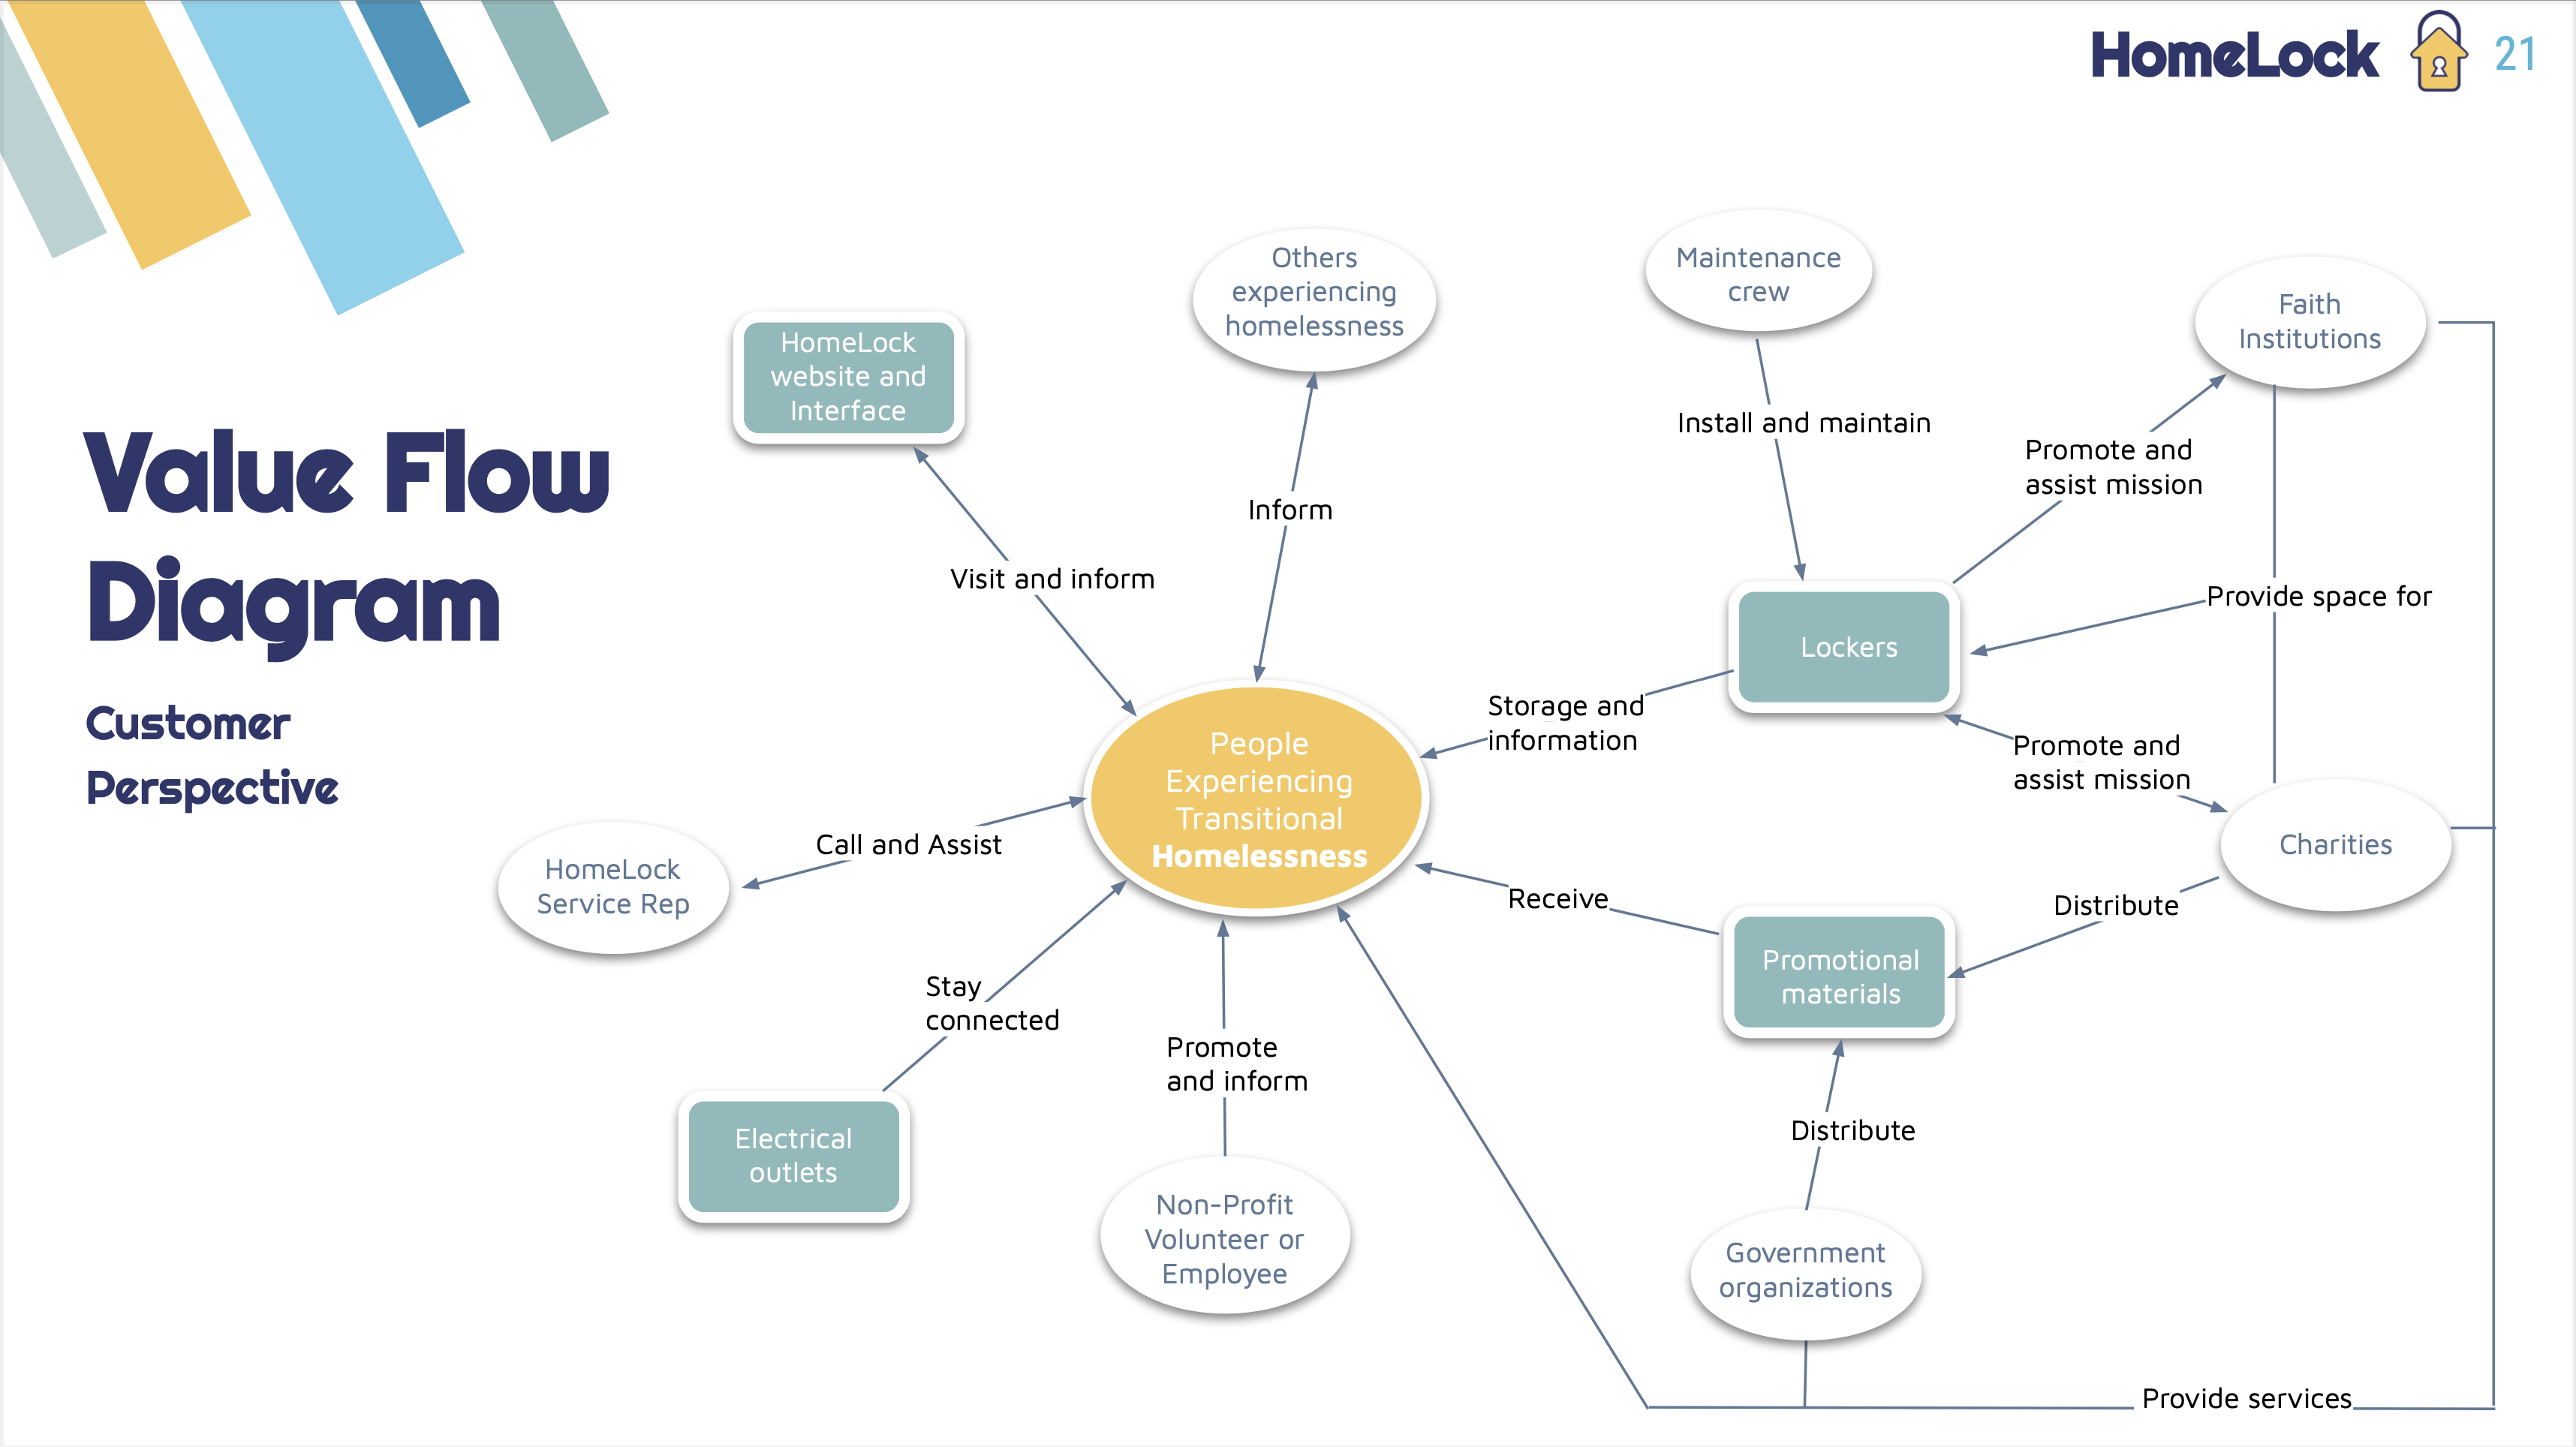 HomeLock
21
Value Flow
Diagram
Customer
Perspective
HomeLock
website and
Interface
Others
experiencing
homelessness
Maintenance
crew
Faith
Institutions
Install and maintain
Promote and
assist mission
Inform
Visit and inform
Provide space for
Lockers
Storage and
information
Promote and
assist mission
People
Experiencing
Transitional
Homelessness
Call and Assist
Charities
HomeLock
Service Rep
Receive
Distribute
Promotional
materials
Stay
connected
Promote
and inform
Distribute
Electrical
outlets
Non-Profit
Volunteer or
Employee
Government
organizations
Provide services